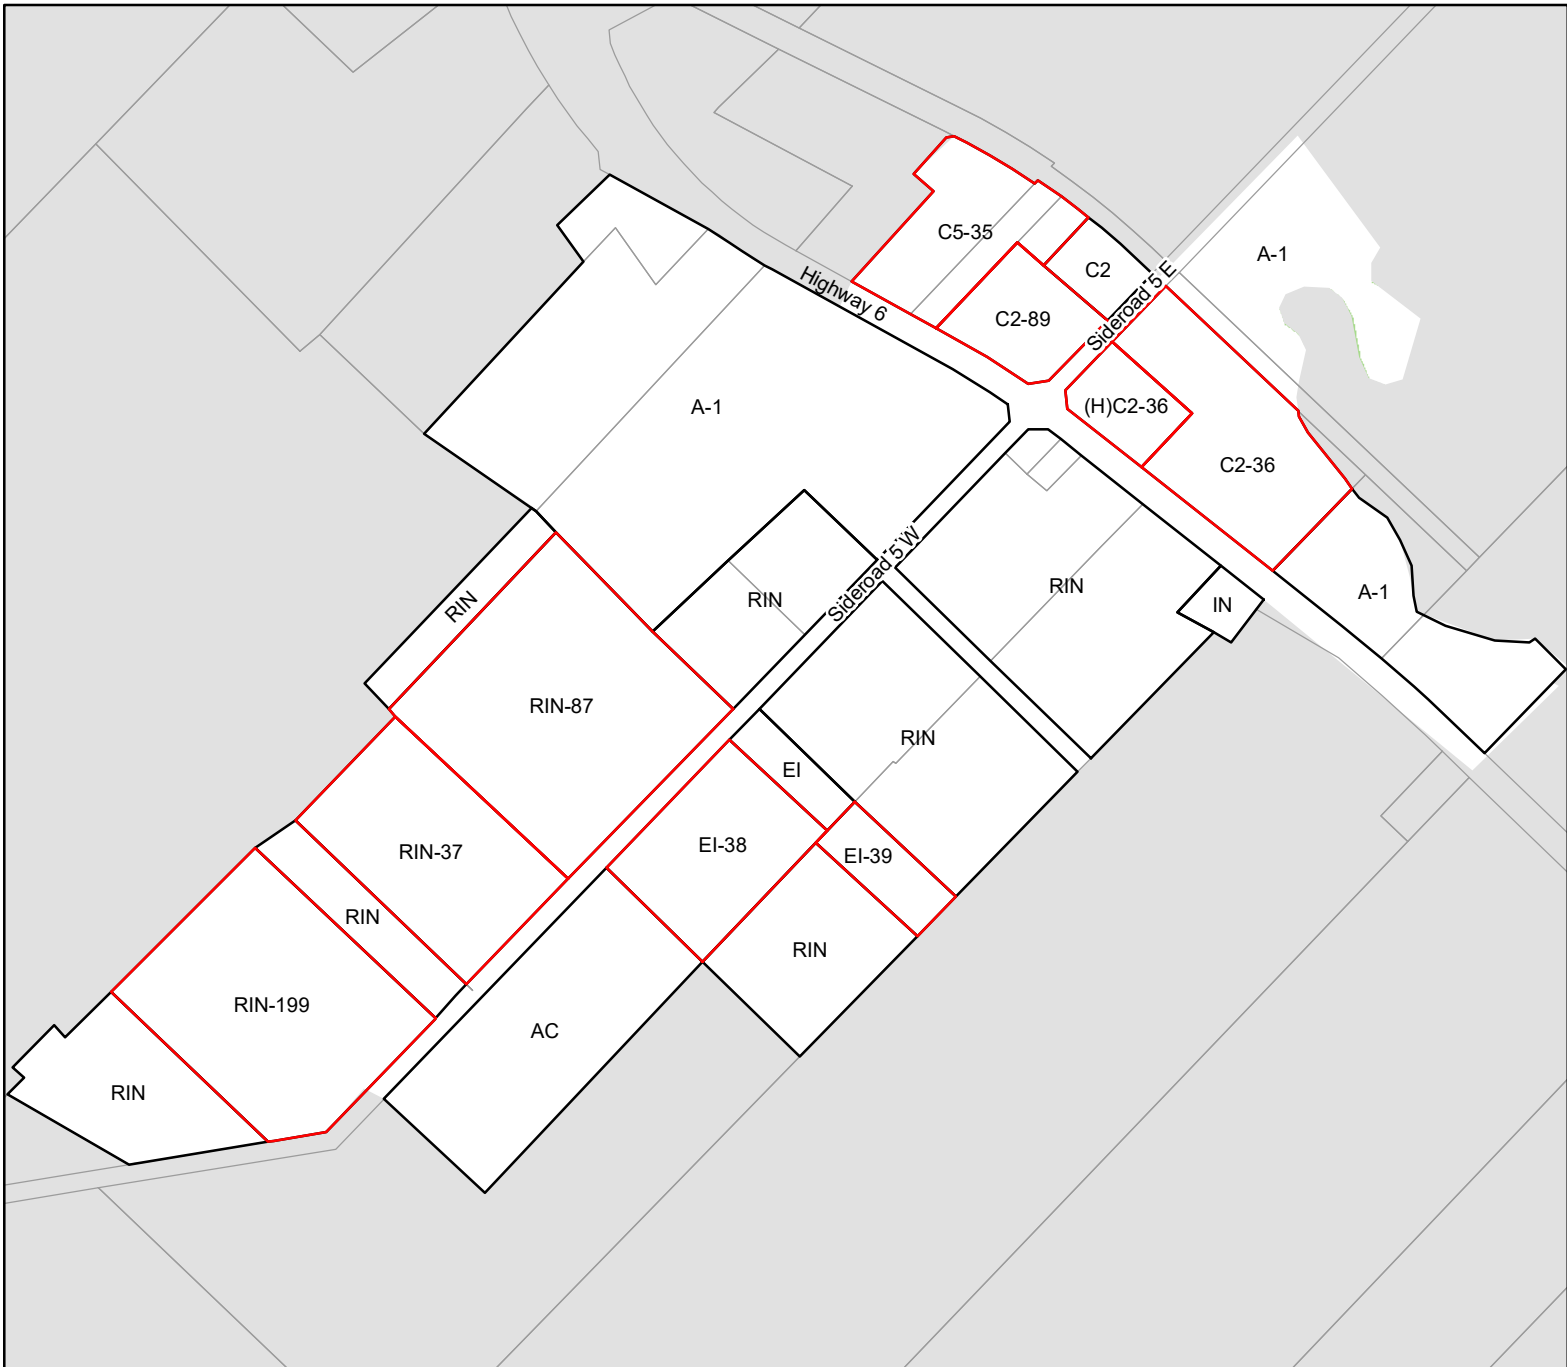 C5-35
A-1
C2
Sideroad 5 E
Highway 6
C2-89
A-1
(H)C2-36
C2-36
Sideroad 5 W
RIN
RIN
RIN
IN
A-1
RIN-87
RIN
EI
RIN-37
EI-38
EI-39
RIN
RIN
RIN-199
AC
RIN